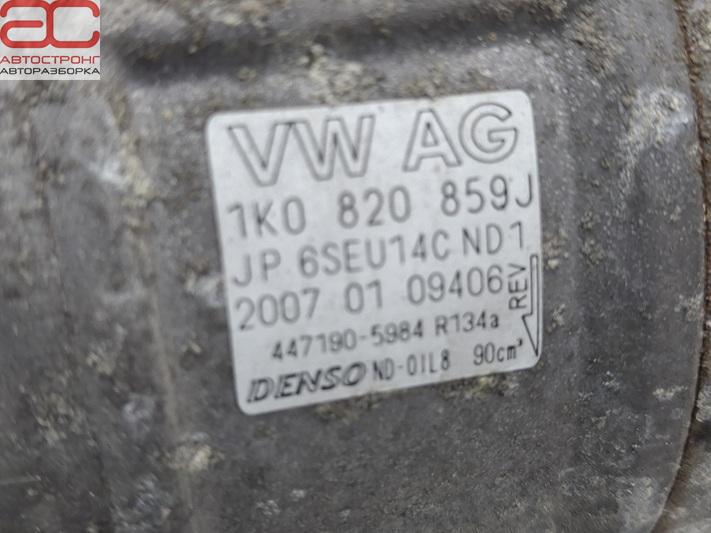 ас
АВТОСТРОНГ
АВТОРАЗБОРКА
VW AG
1K0 820 859J
JP 6SEU14C ND1
2007 01 09406 REV
447190-5984 R134a
DENSO ND-OIL8 90cm³